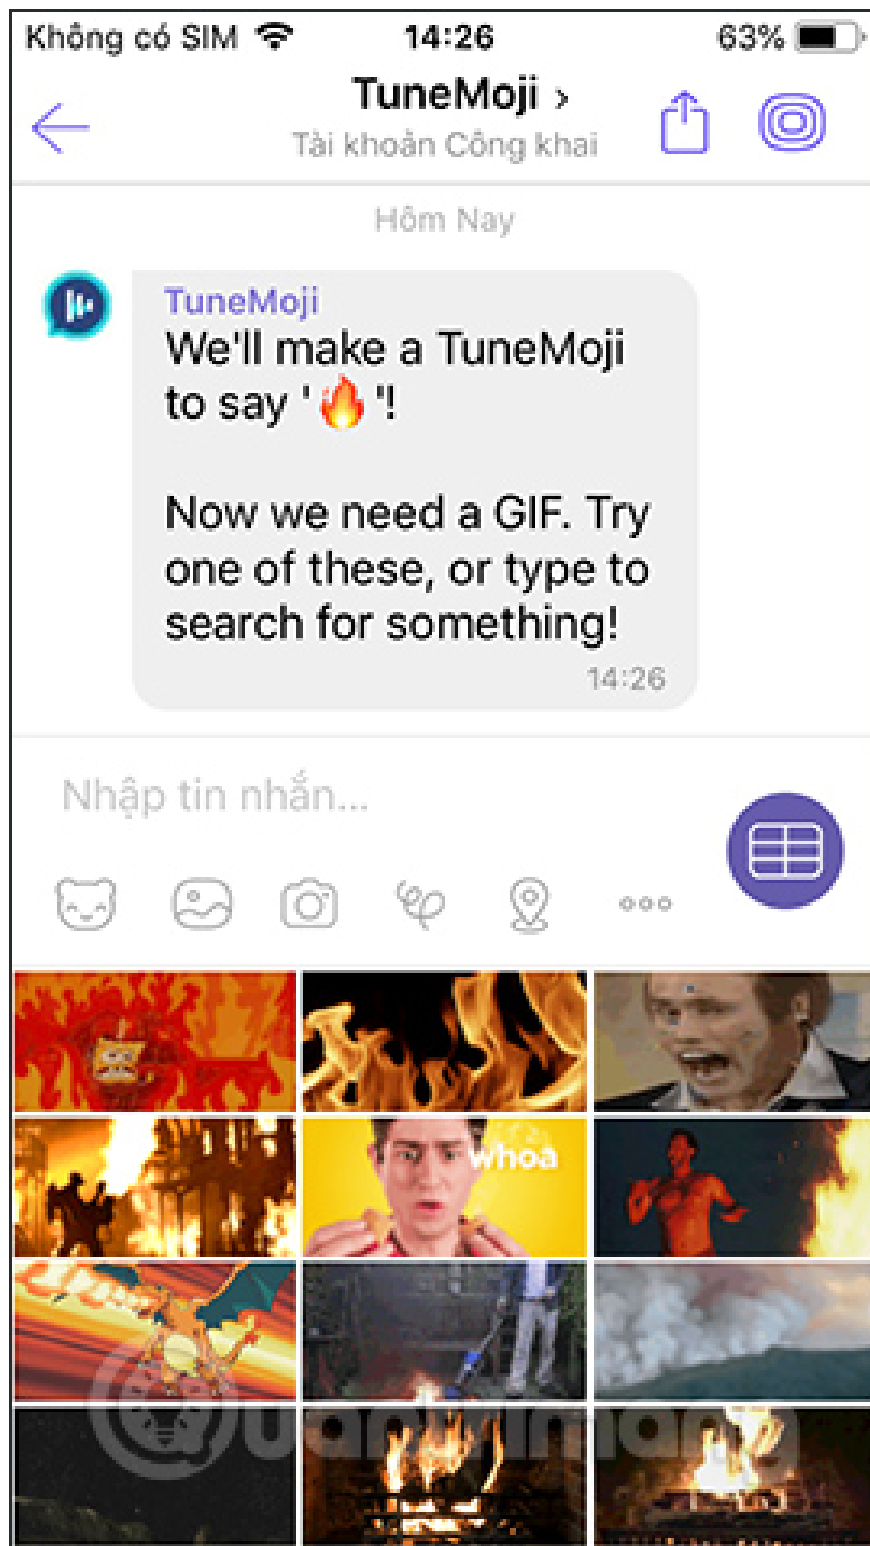 Không có SIM 14:26 63%
TuneMoji ›
Tài khoản Công khai
Hôm Nay
TuneMoji
We'll make a TuneMoji
to say '🔥'!
Now we need a GIF. Try
one of these, or type to
search for something!
14:26
Nhập tin nhắn...
whoa
Quantrimang